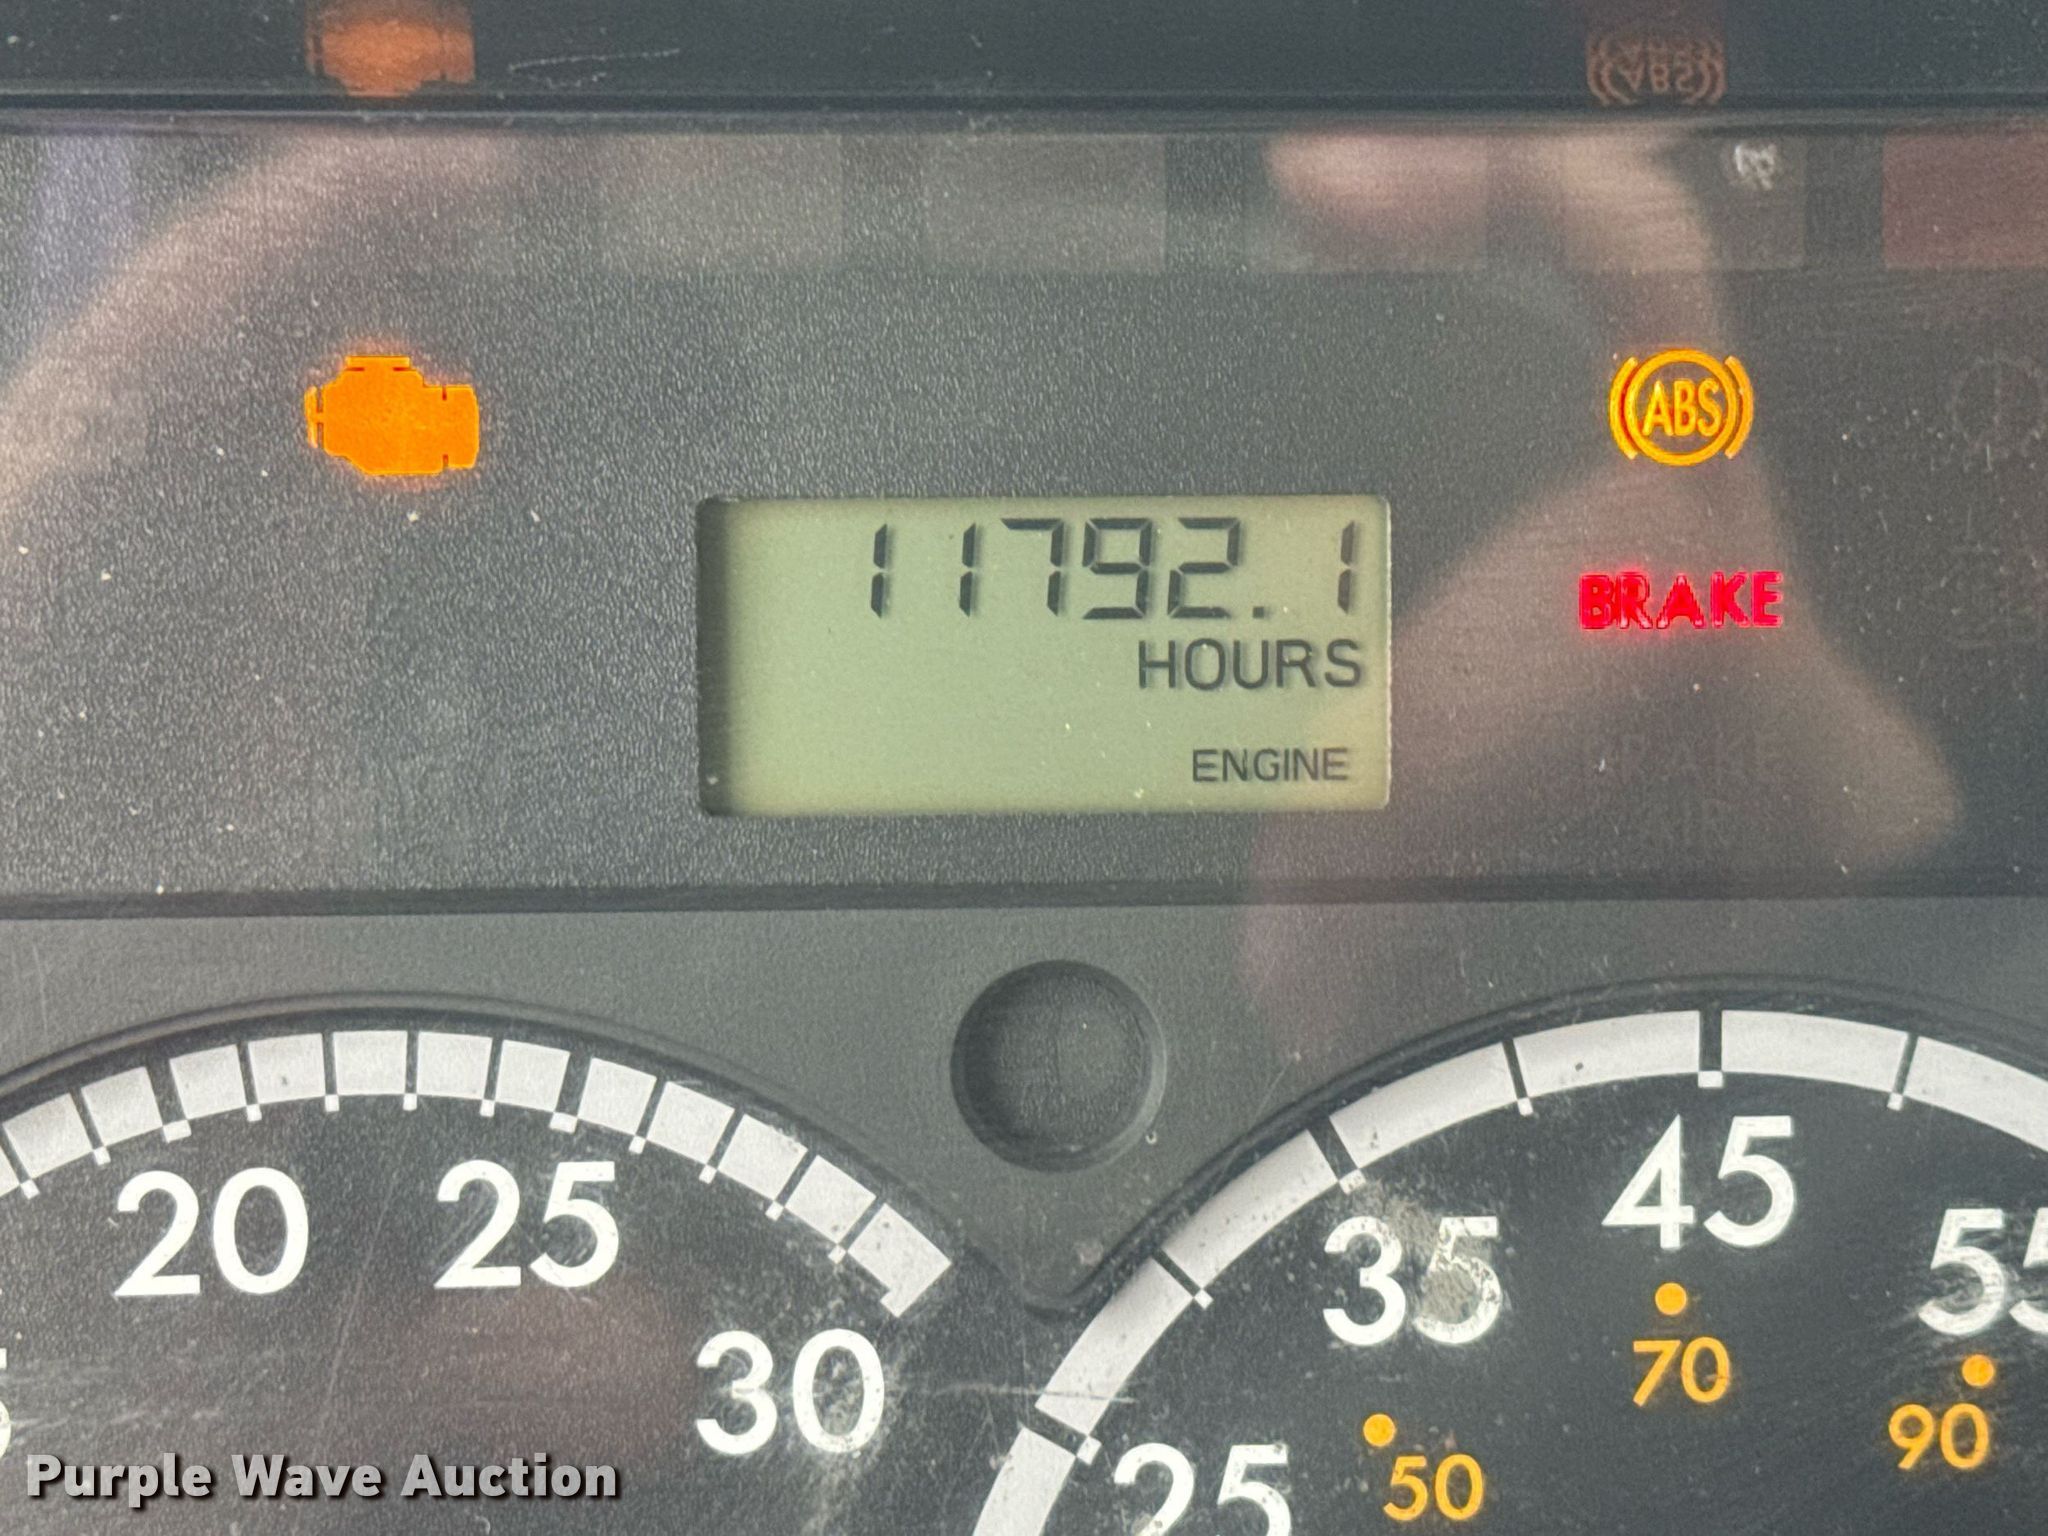 ABS
11792.1
HOURS
BRAKE
ENGINE
20
25
30
25
35
45
55
50
70
90
Purple Wave Auction